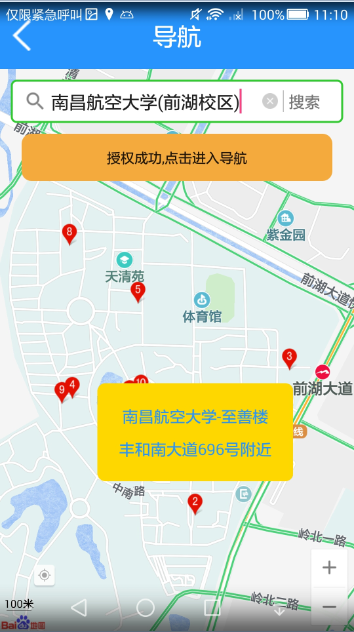 仅限紧急呼叫 100% 11:10
导航
南昌航空大学(前湖校区) 搜索
前湖
授权成功,点击进入导航
8
紫金园
天清苑
前湖大道
5
体育馆
3
前湖大道
9 4 10
南昌航空大学-至善楼
线
丰和南大道696号附近
中南路
2
岭北一路
+
岭北二路
100米
Bai 地图